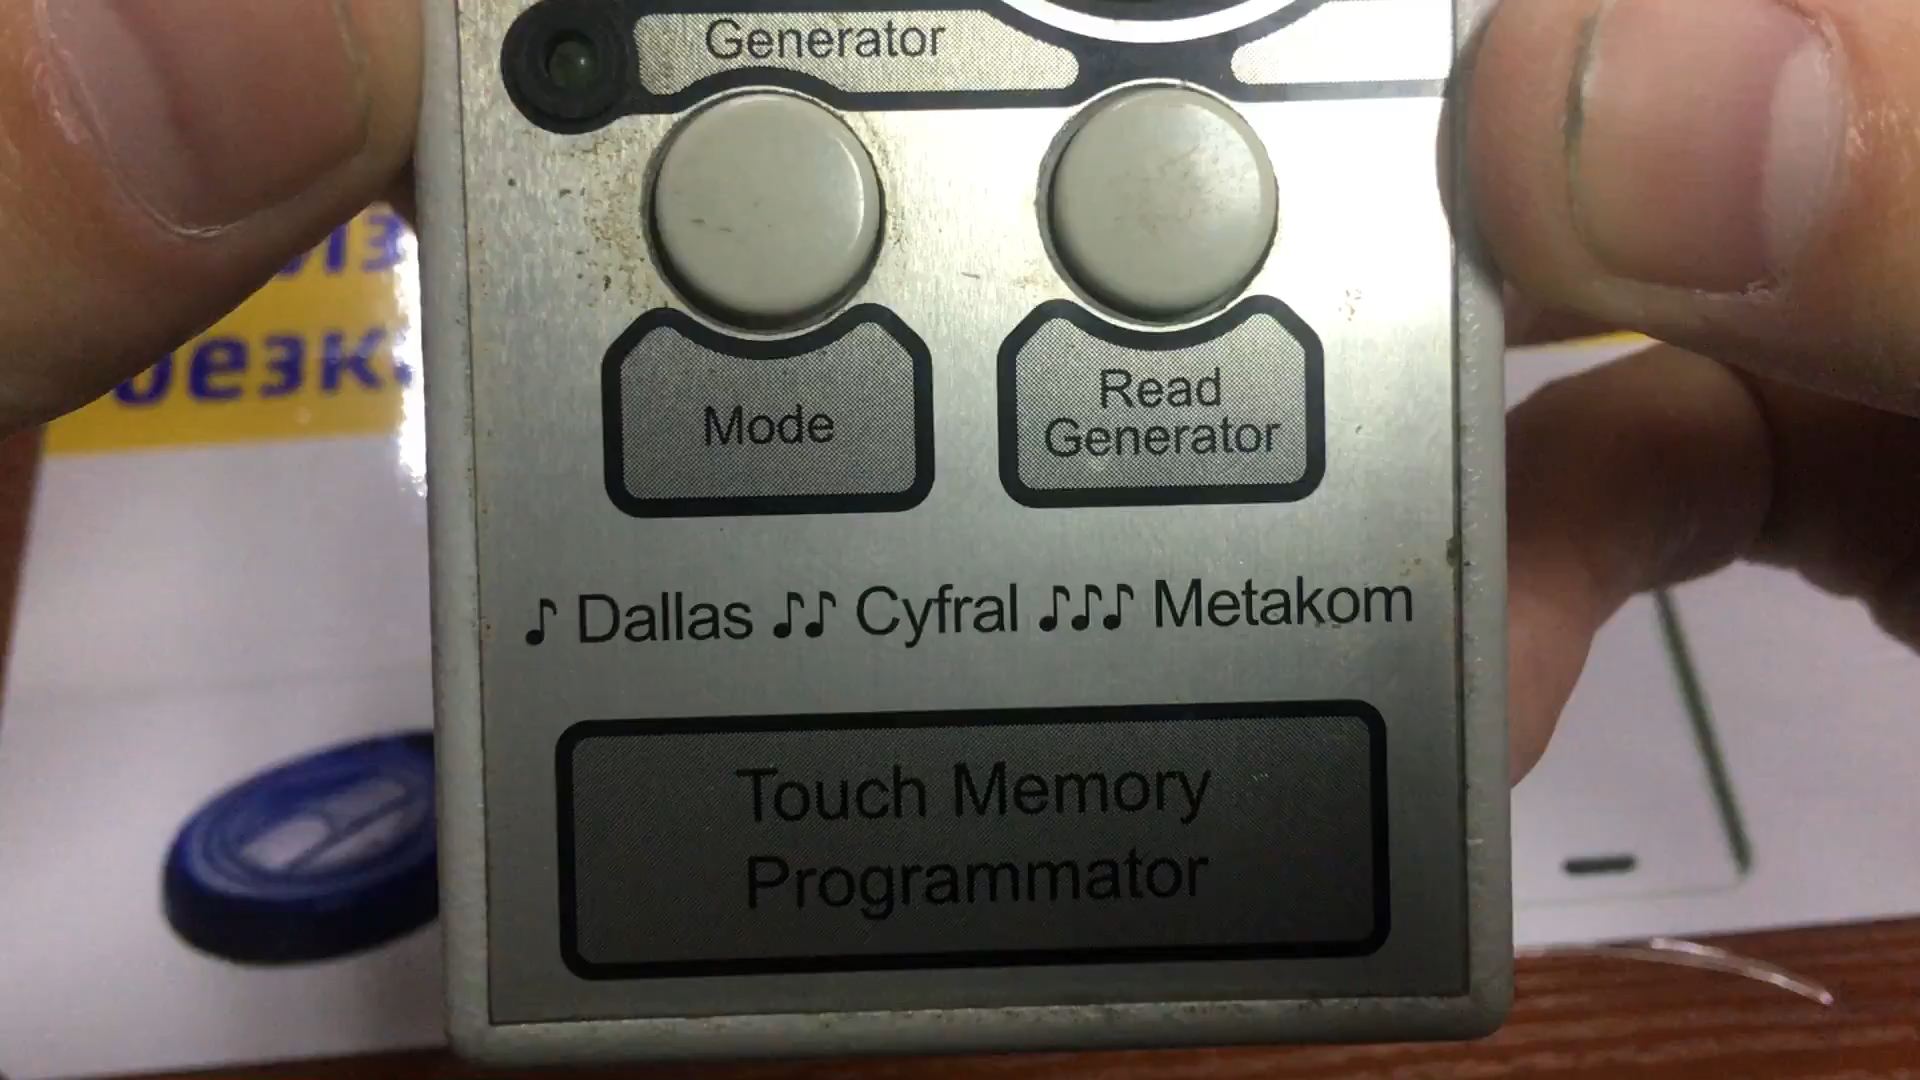 Generator
Mode
Read
Generator
♪ Dallas ♪♪ Cyfral ♪♪♪ Metakom
Touch Memory
Programmator